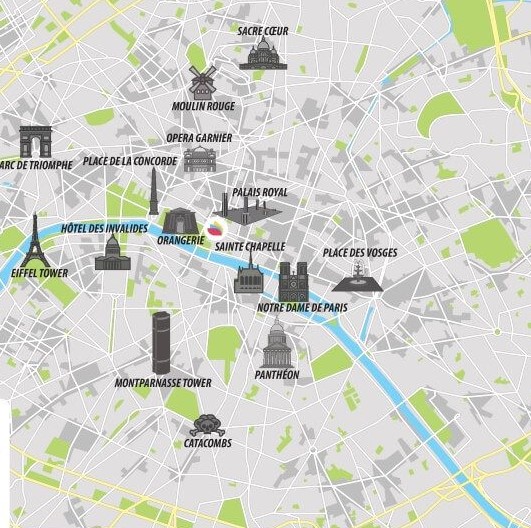 SACRE CŒUR
MOULIN ROUGE
OPERA GARNIER
ARC DE TRIOMPHE
PLACE DE LA CONCORDE
PALAIS ROYAL
HÔTEL DES INVALIDES
ORANGERIE
SAINTE CHAPELLE
PLACE DES VOSGES
EIFFEL TOWER
NOTRE DAME DE PARIS
MONTPARNASSE TOWER
PANTHÉON
CATACOMBS